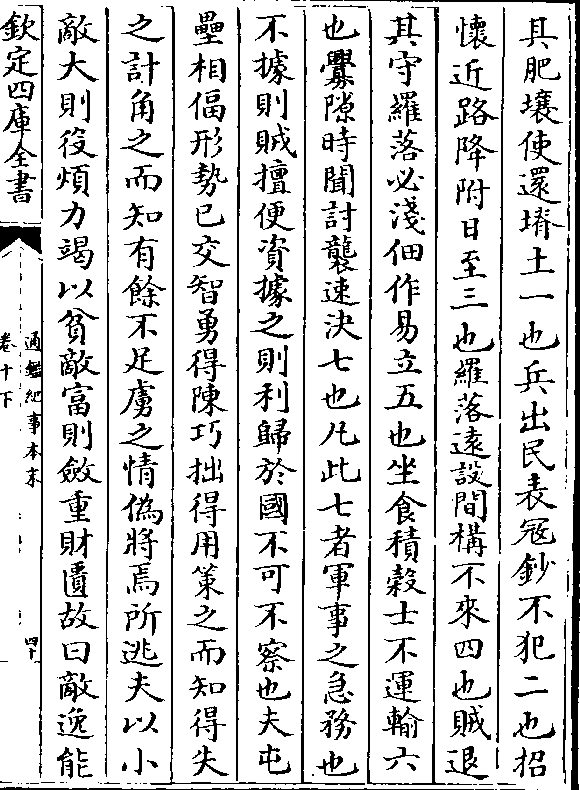 具肥壤使還堉土一也兵出民表冦鈔不犯二也招
懷近路降附日至三也羅落逺設間構不來四也賊退
其守羅落必淺佃作易立五也坐食積榖士不運輸六
也釁隙時聞討襲速決七也凡此七者軍事之急務也
不據則賊擅便資據之則利歸於國不可不察也夫屯
壘相偪形勢已交智勇得陳巧拙得用策之而知得失
之計角之而知有餘不足虜之情偽將焉所逃夫以小
敵大則役煩力竭以貧敵富則斂重財匱故曰敵逸能
欽定四庫全書
通鑑紀事本末
卷十下